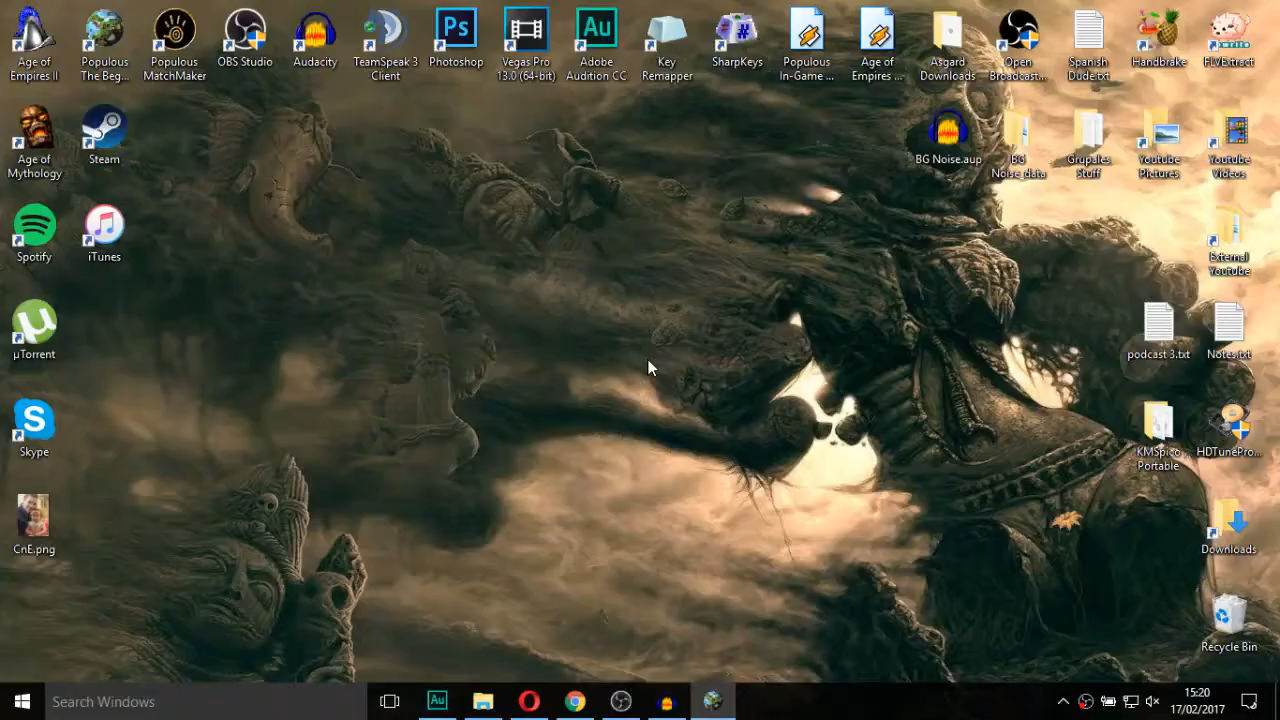 Age of
Empires II
Populous
The Beg...
Populous
MatchMaker
OBS Studio
Audacity
TeamSpeak 3
Client
Ps
Photoshop
Vegas Pro
13.0 (64-bit)
Au
Adobe
Audition CC
Key
Remapper
#
SharpKeys
Populous
In-Game ...
Age of
Empires ...
Asgard
Downloads
Open
Broadcast...
Spanish
Dude.txt
Handbrake
write
FLVExtract
Age of
Mythology
Steam
BG Noise.aup
BG
Noise_data
Grupales
Stuff
Youtube
Pictures
Youtube
Videos
Spotify
iTunes
External
Youtube
µ
µTorrent
podcast 3.txt
Notes.txt
S
Skype
KMSpico
Portable
HDTunePro...
CnE.png
Downloads
Recycle Bin
Search Windows
Au
15:20
17/02/2017